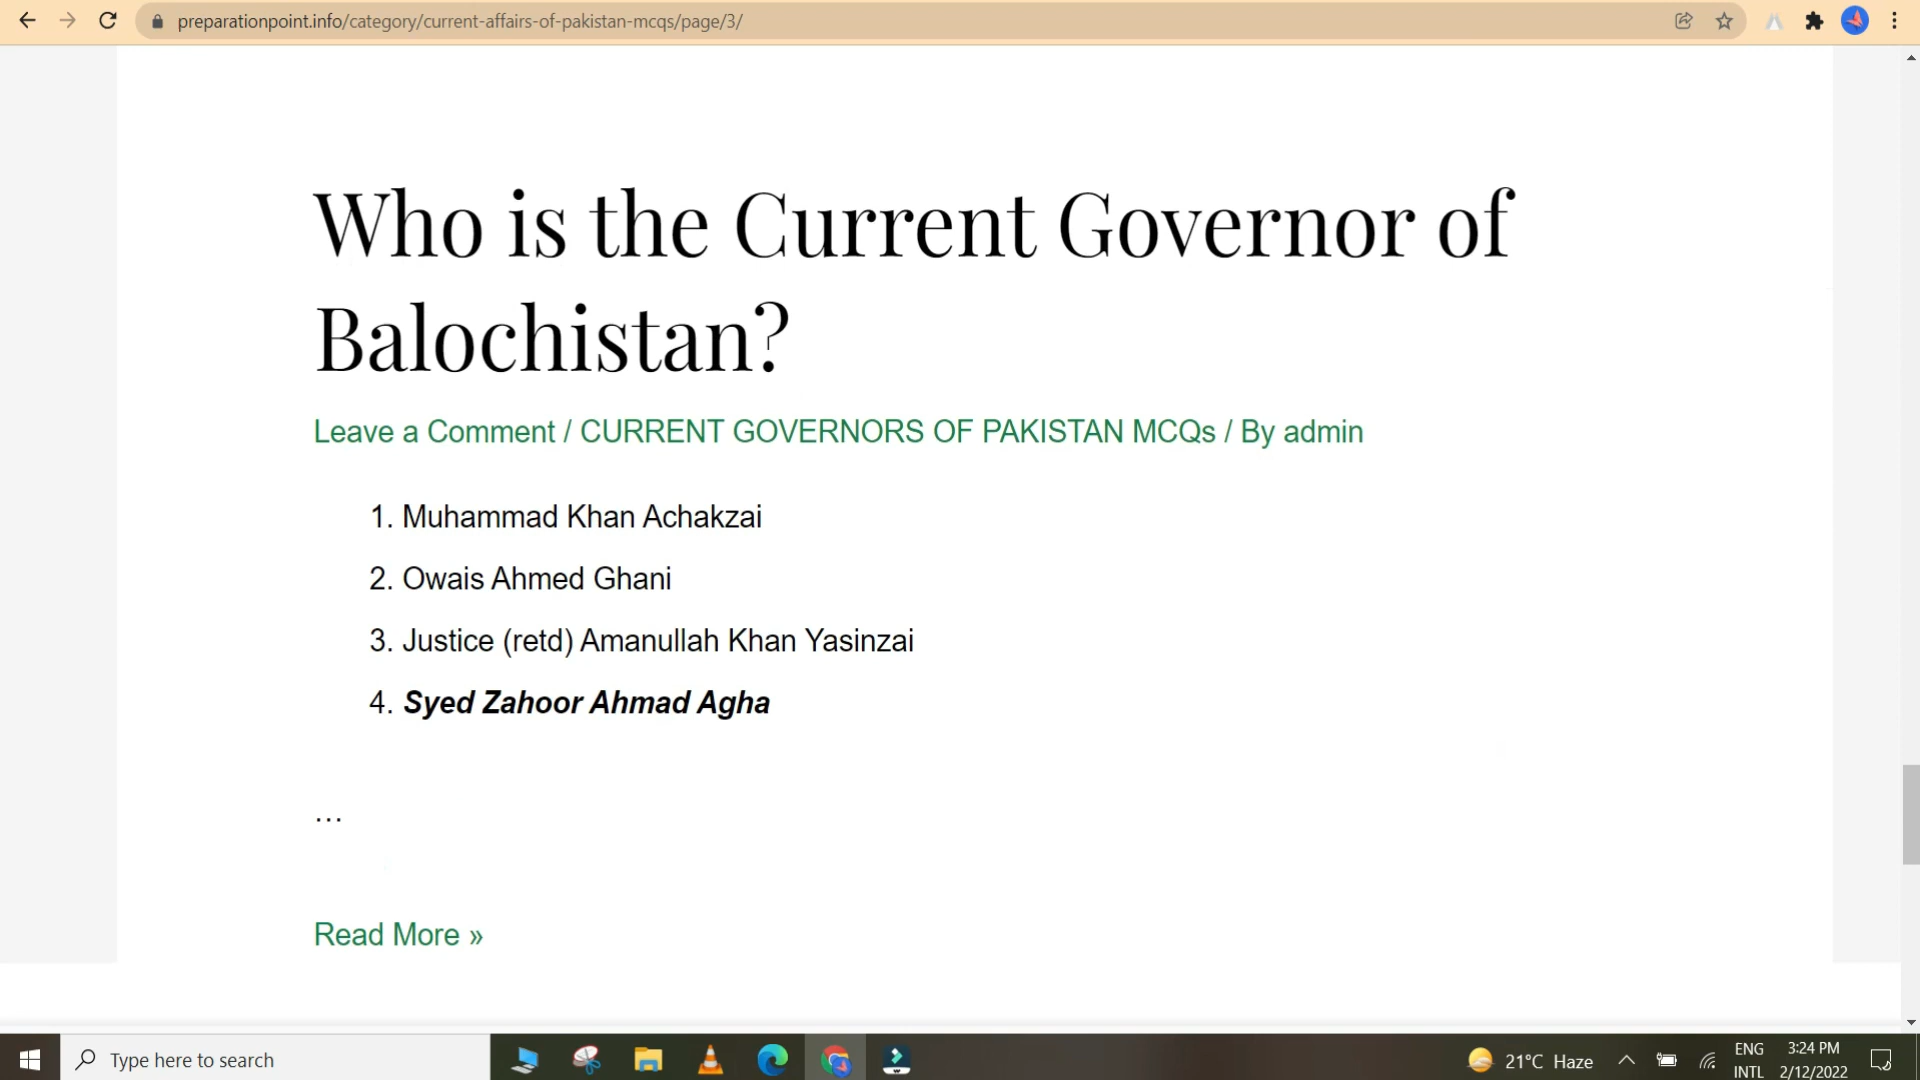 preparationpoint.info/category/current-affairs-of-pakistan-mcqs/page/3/
Who is the Current Governor of
Balochistan?
Leave a Comment / CURRENT GOVERNORS OF PAKISTAN MCQs / By admin
1. Muhammad Khan Achakzai
2. Owais Ahmed Ghani
3. Justice (retd) Amanullah Khan Yasinzai
4. Syed Zahoor Ahmad Agha
...
Read More »
Type here to search
21°C Haze
ENG
INTL
3:24 PM
2/12/2022